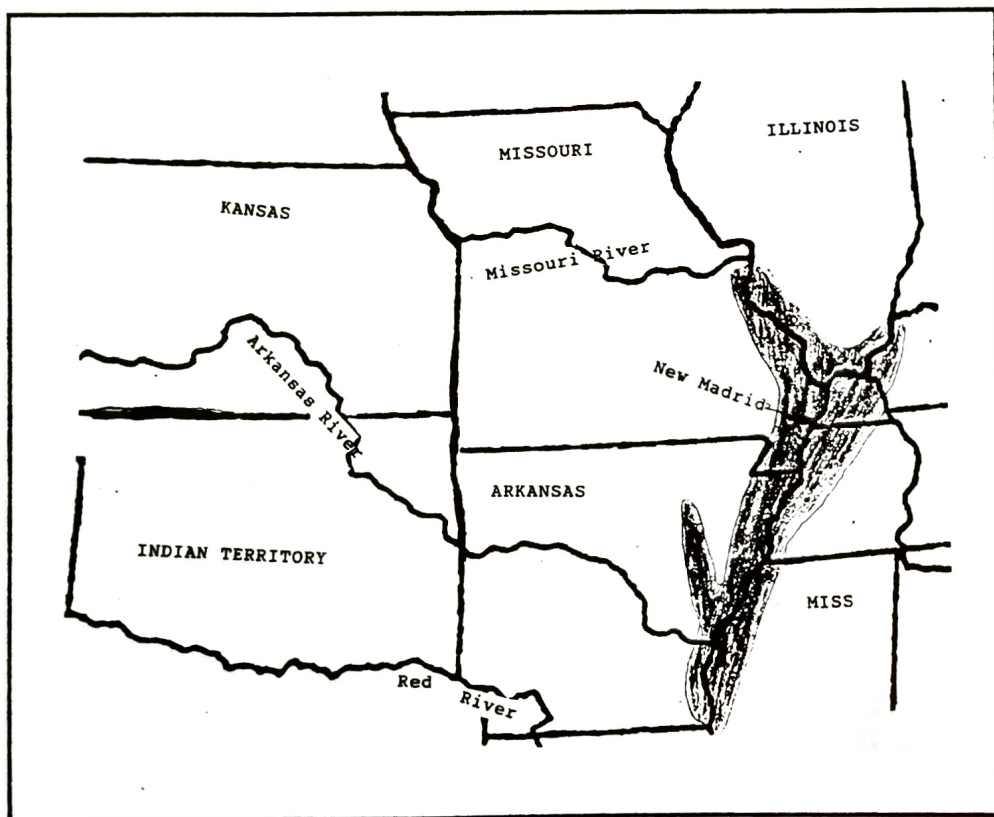 ILLINOIS
MISSOURI
KANSAS
Missouri River
Arkansas River
New Madrid
ARKANSAS
INDIAN TERRITORY
MISS
Red River